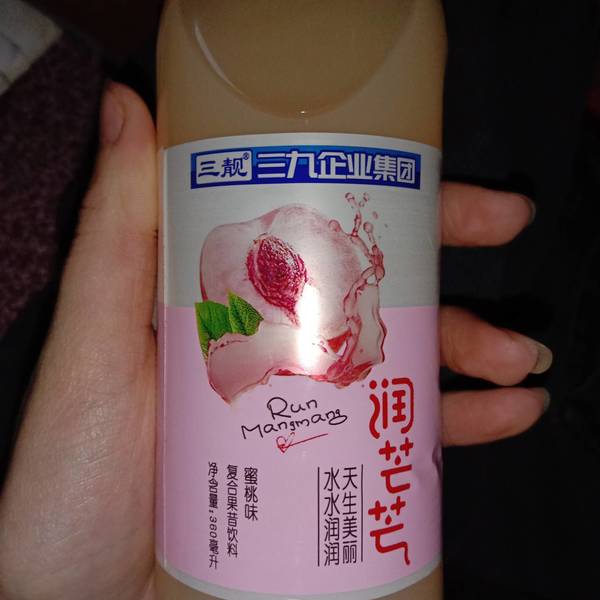 三靓® 三九企业集团
Run
Mangmang
润芒芒
天生美丽
水水润润
蜜桃味
复合果昔饮料
净含量:360毫升